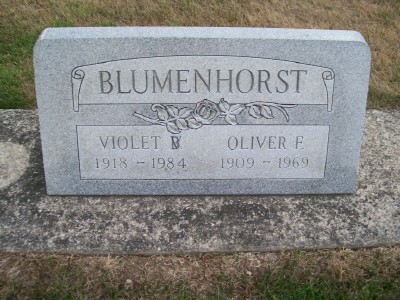 BLUMENHORST
VIOLET B. OLIVER F.
1918 - 1984 1909 - 1969